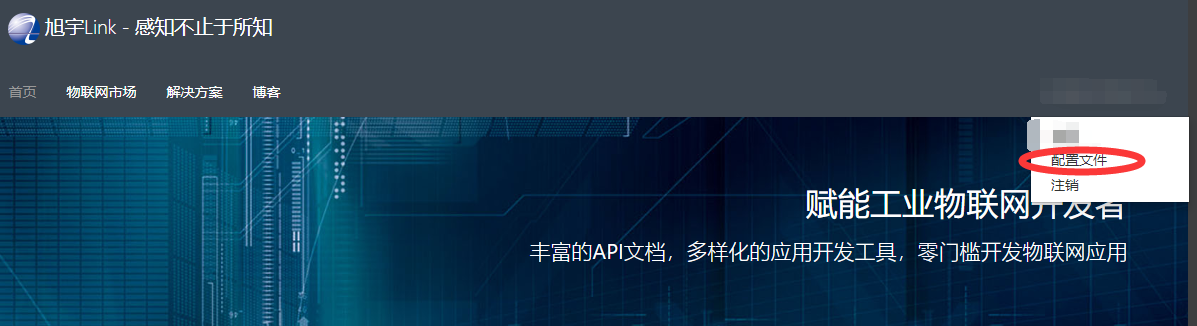 旭宇Link - 感知不止于所知
首页 物联网市场 解决方案 博客
配置文件
注销
赋能工业物联网开发者
丰富的API文档，多样化的应用开发工具，零门槛开发物联网应用